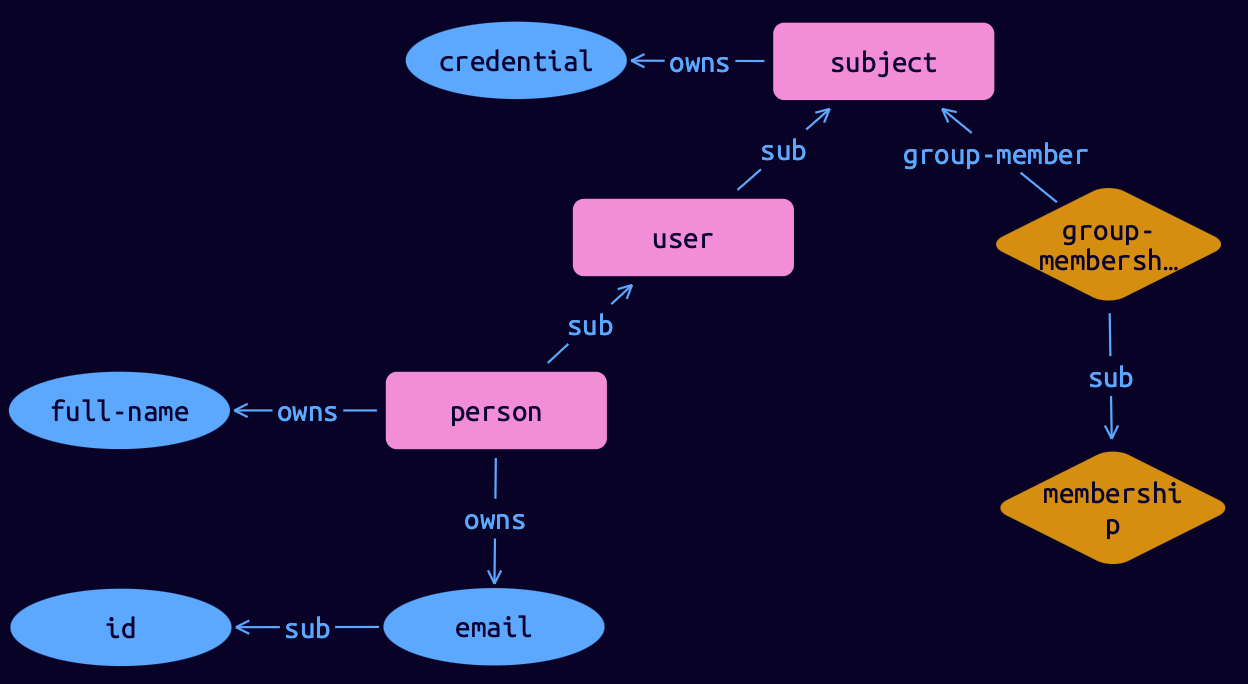 credential
owns
subject
sub
group-member
user
group-
membersh…
sub
sub
full-name
owns
person
membershi
p
owns
id
sub
email